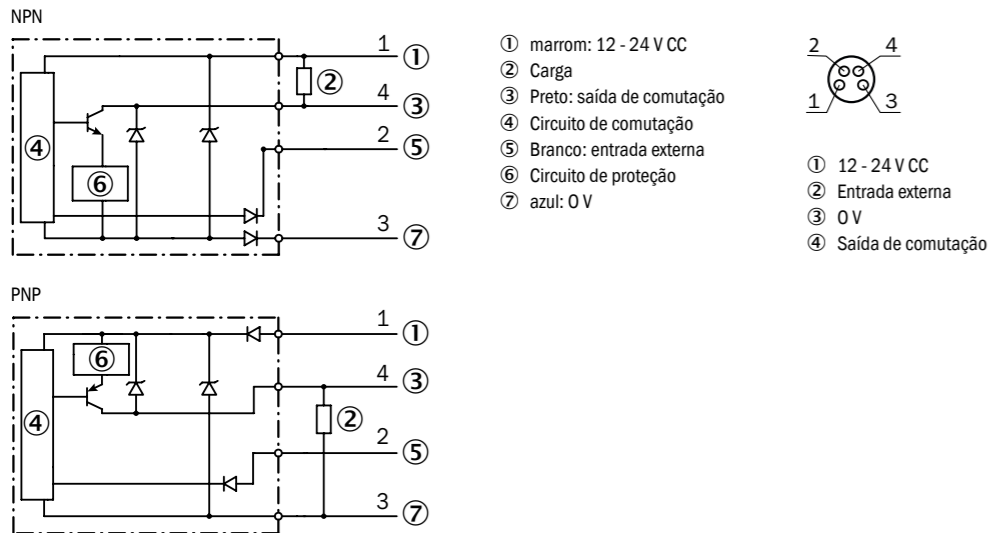 NPN
1 ①
②
4 ③
2 ⑤
④
⑥
3 ⑦
① marrom: 12 - 24 V CC
② Carga
③ Preto: saída de comutação
④ Circuito de comutação
⑤ Branco: entrada externa
⑥ Circuito de proteção
⑦ azul: 0 V
2 4
1 3
① 12 - 24 V CC
② Entrada externa
③ 0 V
④ Saída de comutação
PNP
1 ①
⑥
4 ③
④
②
2 ⑤
3 ⑦